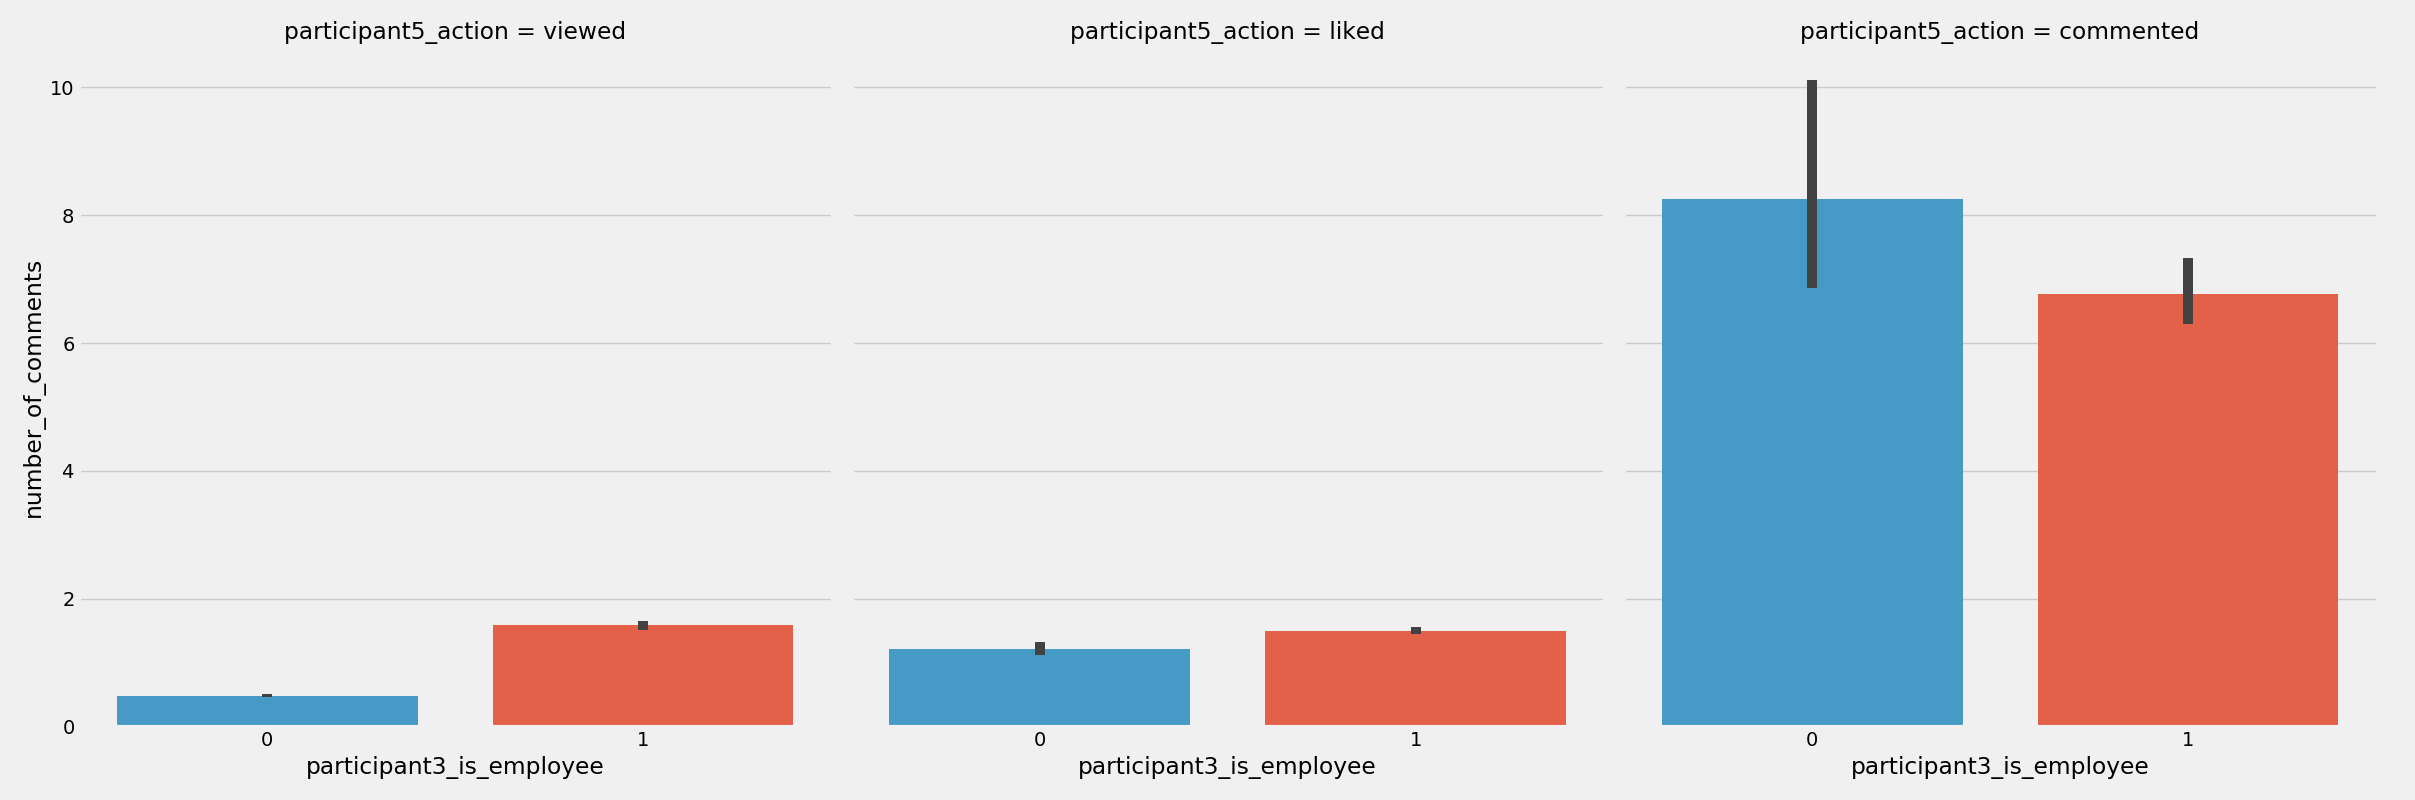 participant5_action = viewed
participant5_action = liked
participant5_action = commented
number_of_comments
10
8
6
4
2
0
0
1
0
1
0
1
participant3_is_employee
participant3_is_employee
participant3_is_employee